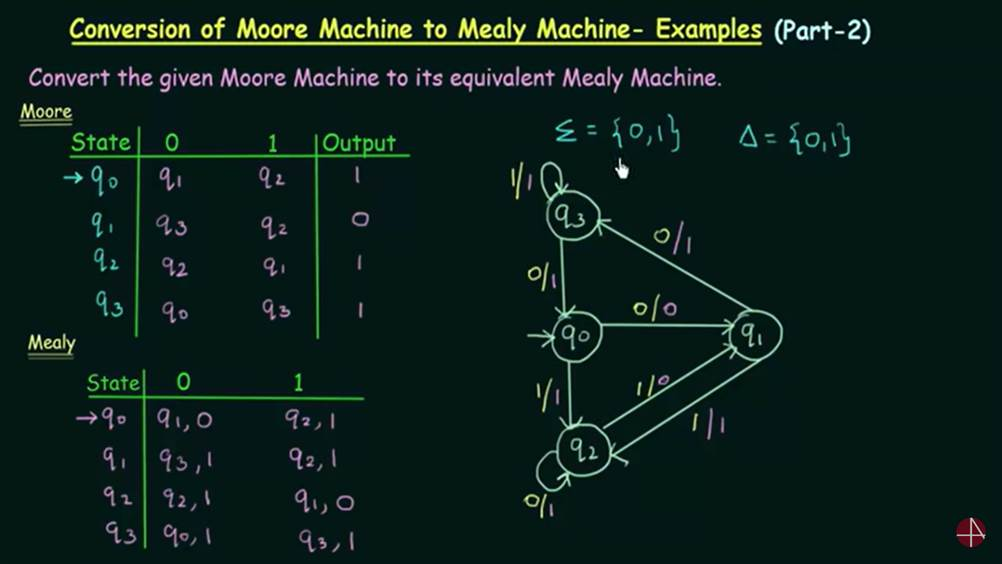 Conversion of Moore Machine to Mealy Machine- Examples (Part-2)
Convert the given Moore Machine to its equivalent Mealy Machine.
Moore
State 0 1 Output
→ q0 q1 q2 1
q1 q3 q2 0
q2 q2 q1 1
q3 q0 q3 1
Mealy
State 0 1
→ q0 q1, 0 q2, 1
q1 q3, 1 q2, 1
q2 q2, 1 q1, 0
q3 q0, 1 q3, 1
Σ = {0,1} Δ = {0,1}
1/1
q3
0/1
0/1
0/0
q0
q1
1/1
1/0
1/1
q2
0/1